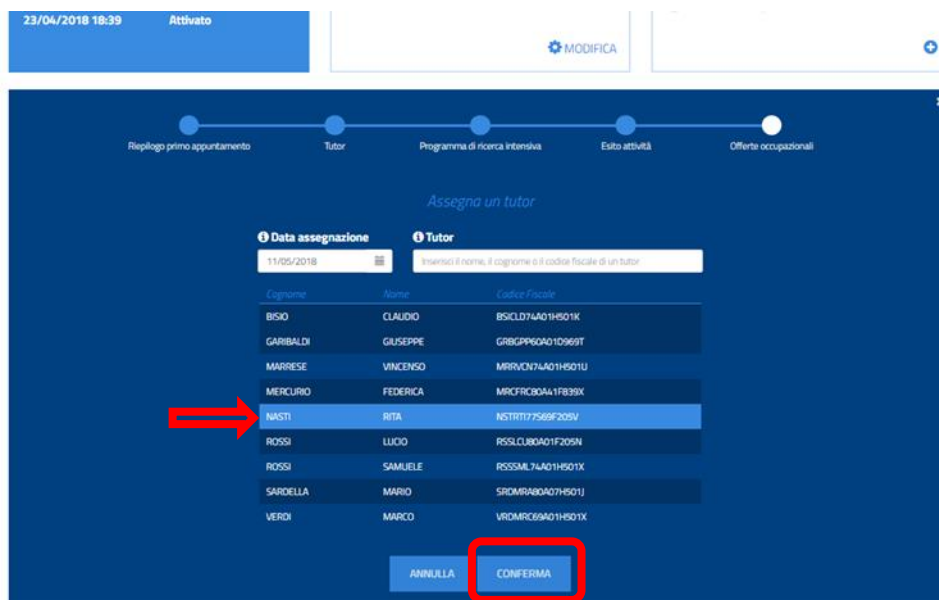 23/04/2018 18:39 Attivato
MODIFICA
Riepilogo primo appuntamento Tutor Programma di ricerca intensiva Esito attività Offerte occupazionali
Assegna un tutor
Data assegnazione Tutor
11/05/2018 Inserisci il nome, il cognome o il codice fiscale di un tutor
Cognome Nome Codice Fiscale
BISIO CLAUDIO BSICLD74A01H501K
GARIBALDI GIUSEPPE GRBGPP60A01D969T
MARRESE VINCENSO MRRVCN74A01H501U
MERCURIO FEDERICA MRCFRC80A41F839X
NASTI RITA NSTRTI77S69F205V
ROSSI LUCIO RSSLCU80A01F205N
ROSSI SAMUELE RSSSML74A01H501X
SARDELLA MARIO SRDMRA80A07H501J
VERDI MARCO VRDMRC69A01H501X
ANNULLA CONFERMA